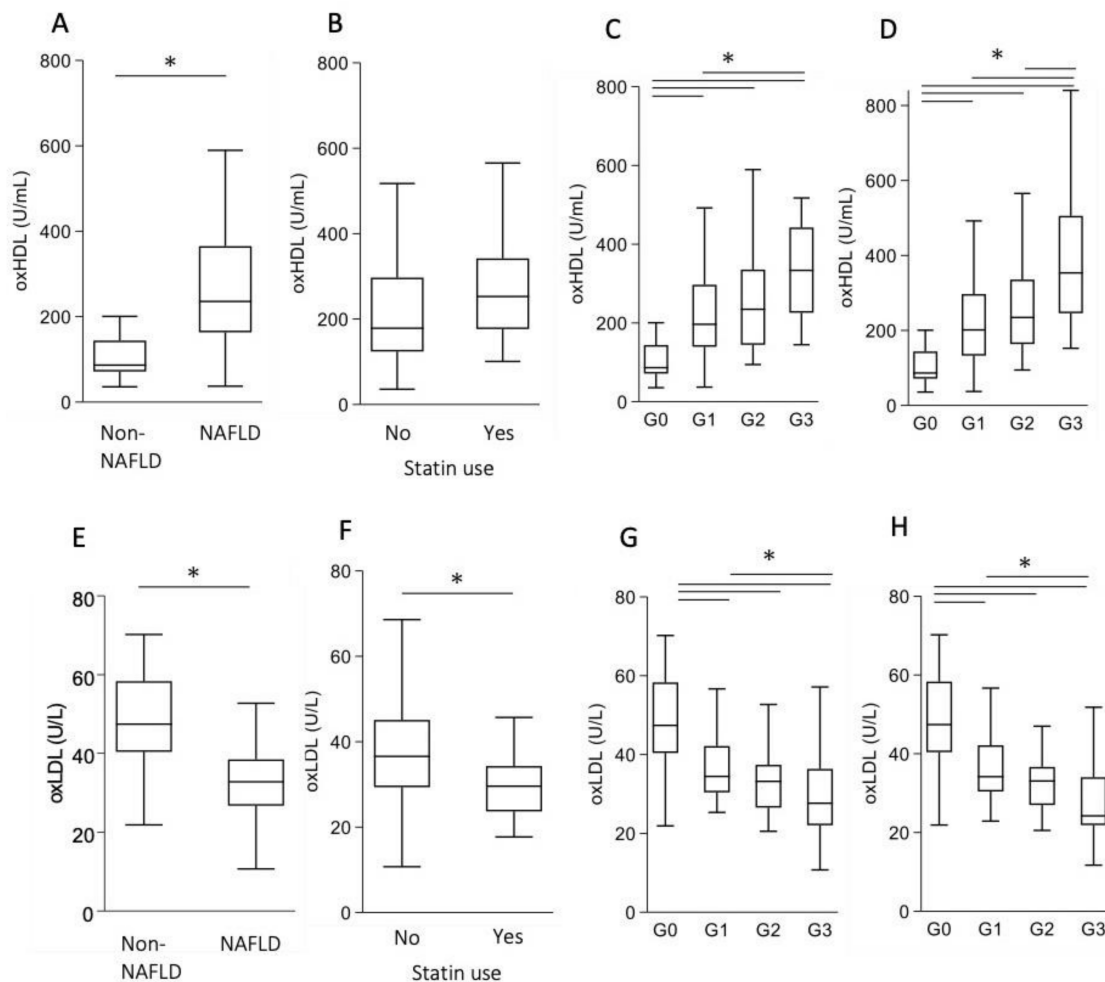 A
*
oxHDL (U/mL)
800
600
400
200
0
Non-
NAFLD
NAFLD
B
oxHDL (U/mL)
800
600
400
200
0
No
Yes
Statin use
C
*
oxHDL (U/mL)
800
600
400
200
0
G0 G1 G2 G3
D
*
oxHDL (U/mL)
800
600
400
200
0
G0 G1 G2 G3
E
*
oxLDL (U/L)
80
60
40
20
0
Non-
NAFLD
NAFLD
F
*
oxLDL (U/L)
80
60
40
20
0
No
Yes
Statin use
G
*
oxLDL (U/L)
80
60
40
20
0
G0 G1 G2 G3
H
*
oxLDL (U/L)
80
60
40
20
0
G0 G1 G2 G3